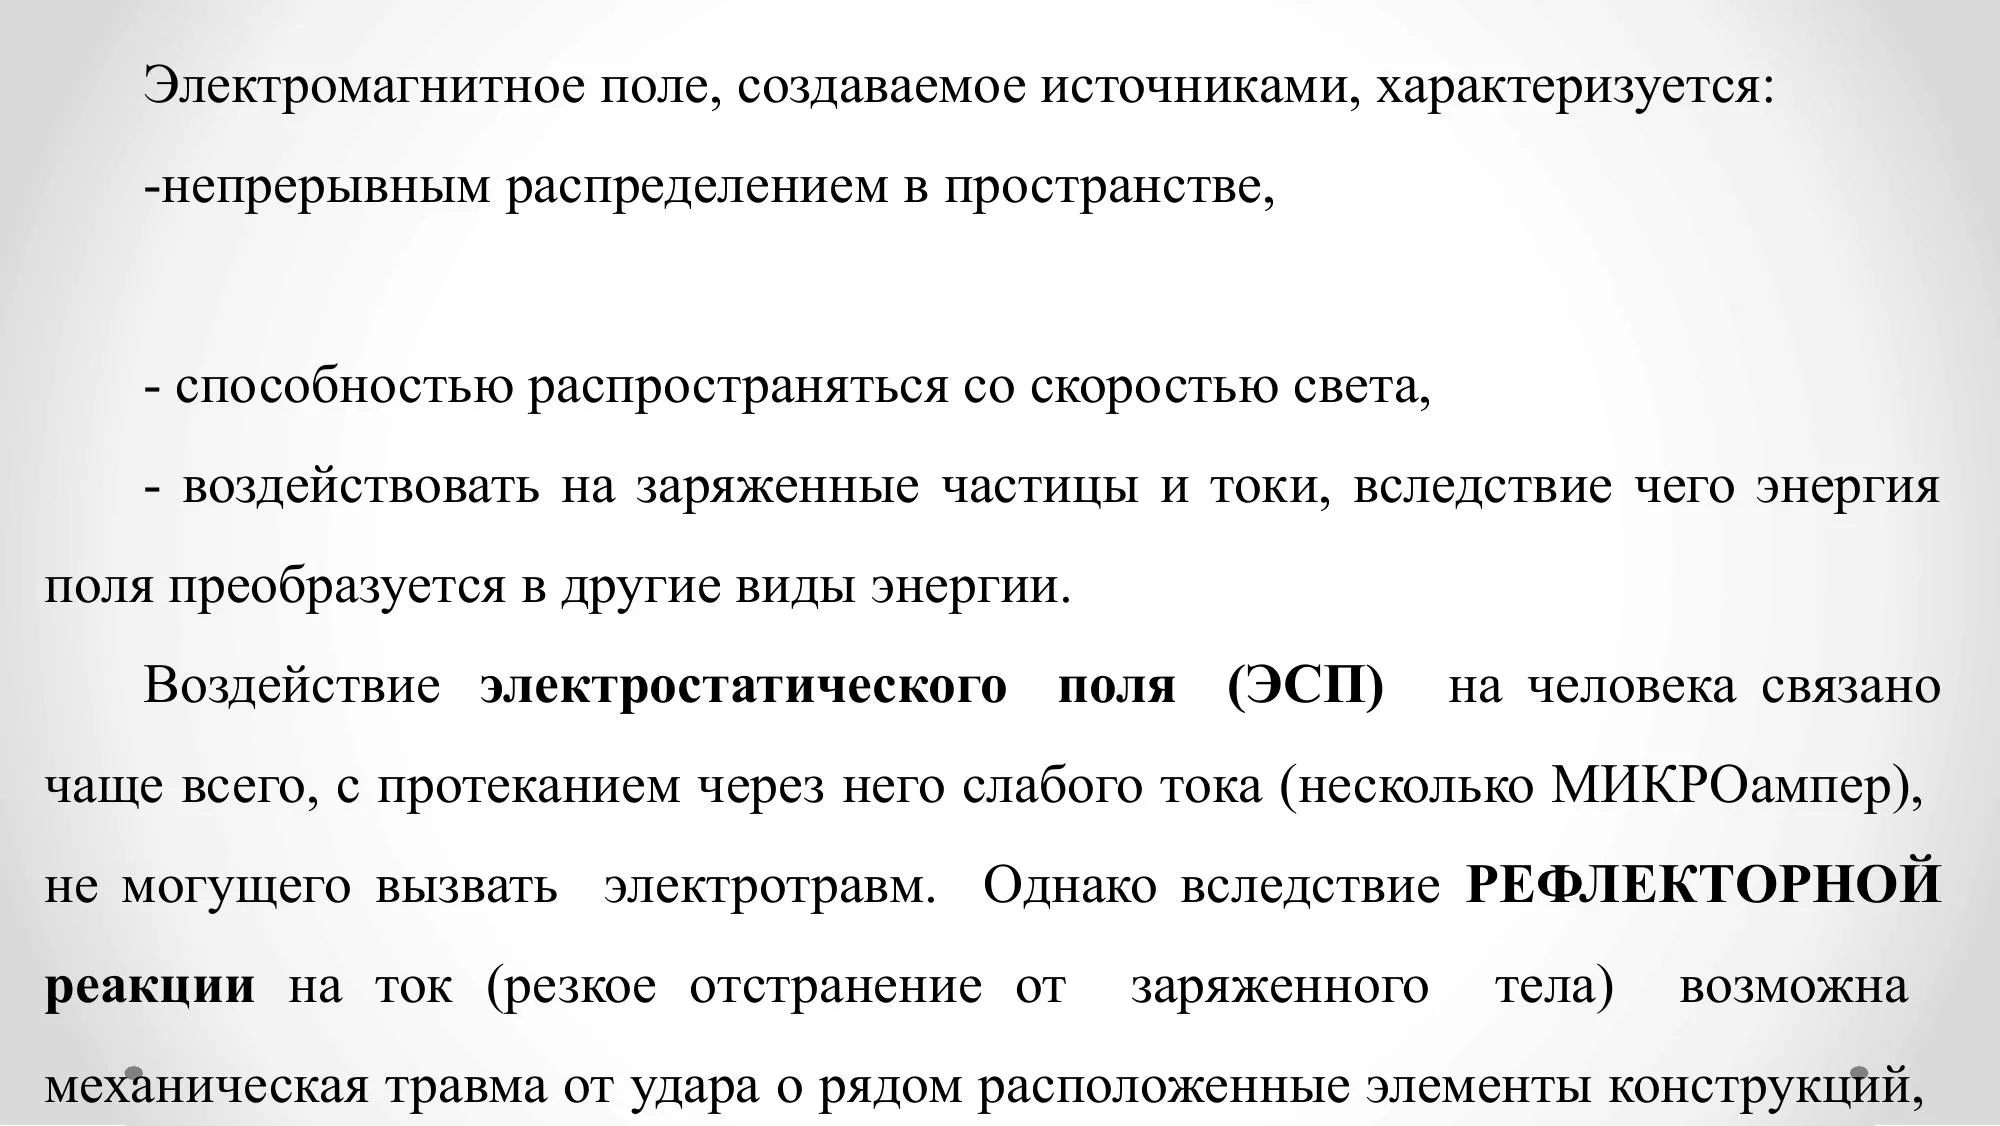 Электромагнитное поле, создаваемое источниками, характеризуется:
-непрерывным распределением в пространстве,
- способностью распространяться со скоростью света,
- воздействовать на заряженные частицы и токи, вследствие чего энергия
поля преобразуется в другие виды энергии.
Воздействие электростатического поля (ЭСП) на человека связано
чаще всего, с протеканием через него слабого тока (несколько МИКРОампер),
не могущего вызвать электротравм. Однако вследствие РЕФЛЕКТОРНОЙ
реакции на ток (резкое отстранение от заряженного тела) возможна
механическая травма от удара о рядом расположенные элементы конструкций,